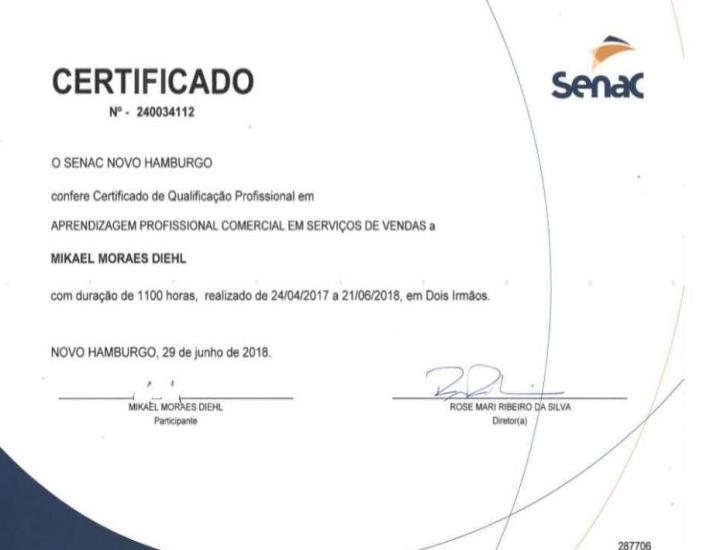 CERTIFICADO
Nº - 240034112
Senac
O SENAC NOVO HAMBURGO
confere Certificado de Qualificação Profissional em
APRENDIZAGEM PROFISSIONAL COMERCIAL EM SERVIÇOS DE VENDAS a
MIKAEL MORAES DIEHL
com duração de 1100 horas, realizado de 24/04/2017 a 21/06/2018, em Dois Irmãos.
NOVO HAMBURGO, 29 de junho de 2018.
MIKAEL MORAES DIEHL
Participante
ROSE MARI RIBEIRO DA SILVA
Diretor(a)
287706